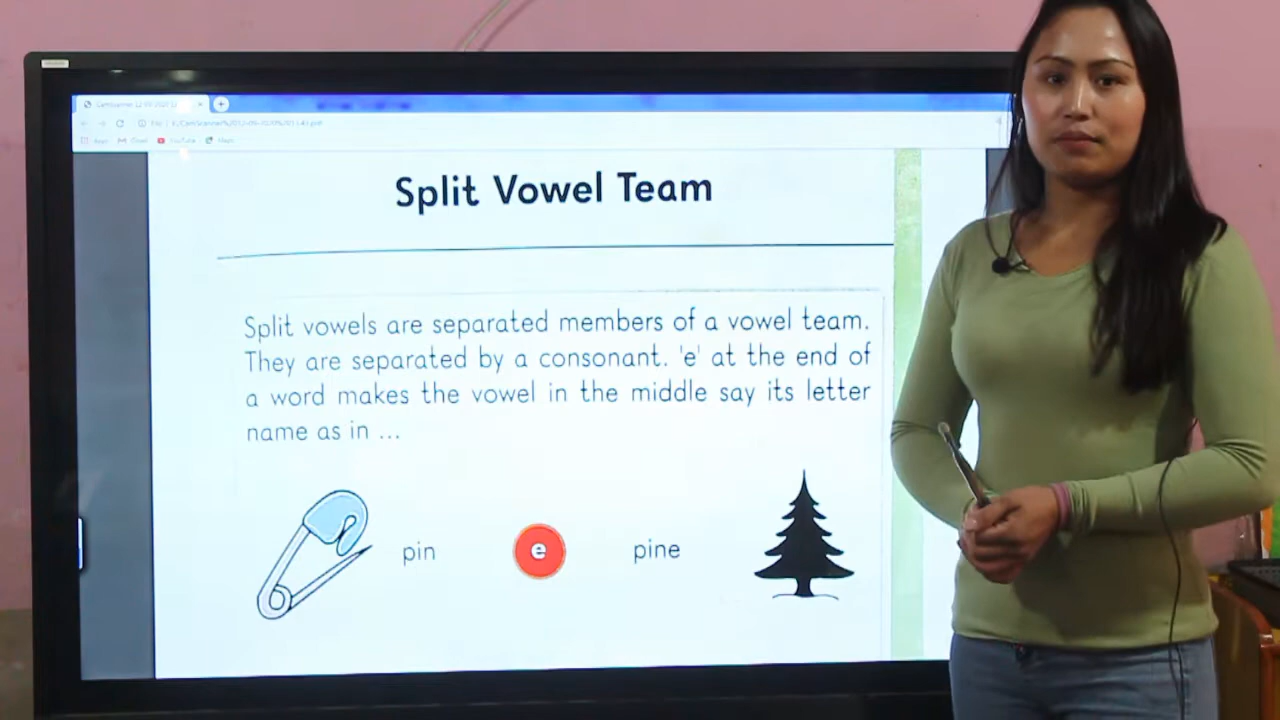 Split Vowel Team
Split vowels are separated members of a vowel team.
They are separated by a consonant. 'e' at the end of
a word makes the vowel in the middle say its letter
name as in ...
pin e pine